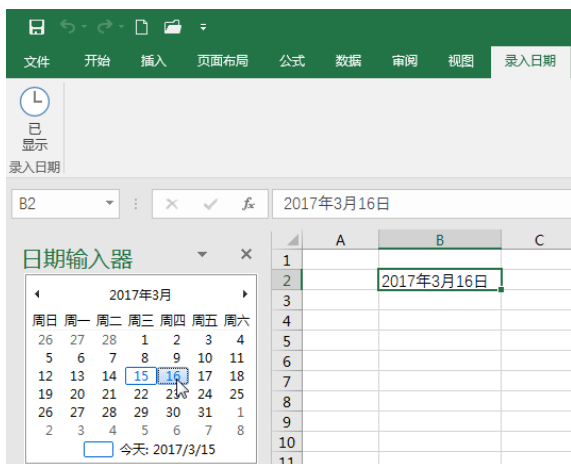 文件 开始 插入 页面布局 公式 数据 审阅 视图 录入日期
已
显示
录入日期
B2 fx 2017年3月16日
日期输入器
A B C
1
2 2017年3月16日
3
4
5
6
7
8
9
10
11
2017年3月
周日 周一 周二 周三 周四 周五 周六
26 27 28 1 2 3 4
5 6 7 8 9 10 11
12 13 14 15 16 17 18
19 20 21 22 23 24 25
26 27 28 29 30 31 1
2 3 4 5 6 7 8
今天: 2017/3/15